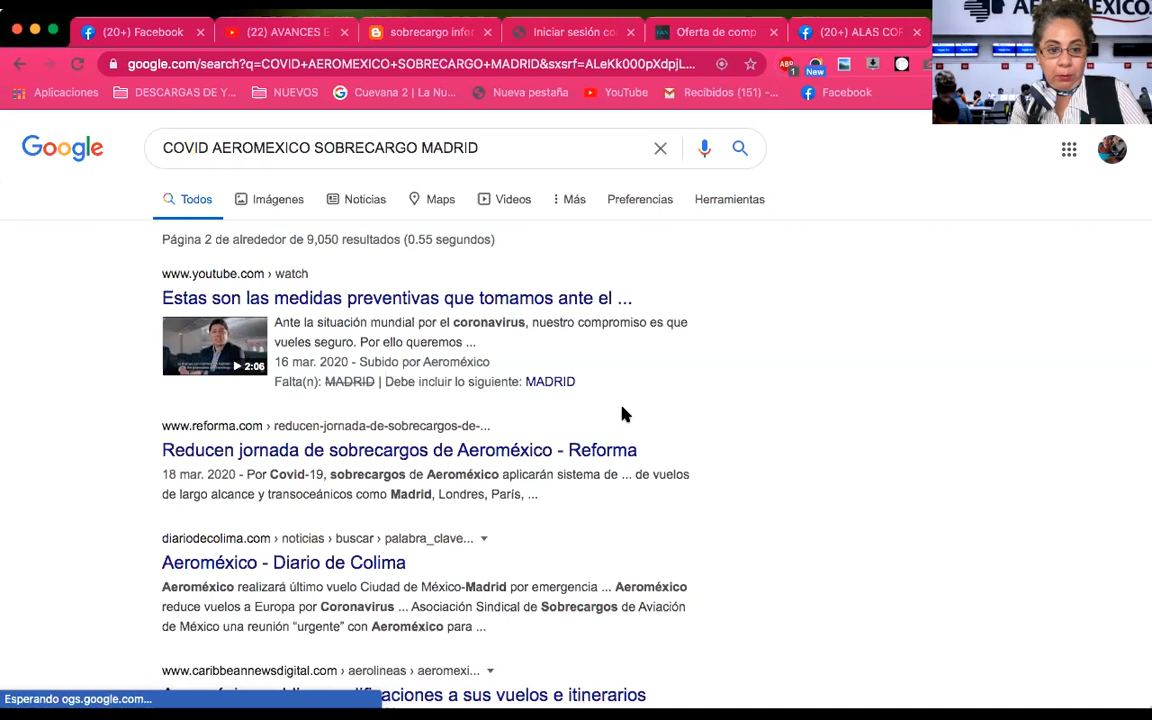 (20+) Facebook
(22) AVANCES E
sobrecargo infor
Iniciar sesión co
Oferta de comp
(20+) ALAS COR
AEROMÉXICO.
google.com/search?q=COVID+AEROMEXICO+SOBRECARGO+MADRID&sxsrf=ALeKk000pXdpjL...
ABP
1
New
Aplicaciones
DESCARGAS DE Y...
NUEVOS
Cuevana 2 | La Nu...
Nueva pestaña
YouTube
Recibidos (151) -...
Facebook
Google
COVID AEROMEXICO SOBRECARGO MADRID
Todos
Imágenes
Noticias
Maps
Videos
Más
Preferencias
Herramientas
Página 2 de alrededor de 9,050 resultados (0.55 segundos)
www.youtube.com › watch
Estas son las medidas preventivas que tomamos ante el ...
Ante la situación mundial por el coronavirus, nuestro compromiso es que
vueles seguro. Por ello queremos ...
2:06
16 mar. 2020 - Subido por Aeroméxico
Falta(n): MADRID | Debe incluir lo siguiente: MADRID
www.reforma.com › reducen-jornada-de-sobrecargos-de-...
Reducen jornada de sobrecargos de Aeroméxico - Reforma
18 mar. 2020 - Por Covid-19, sobrecargos de Aeroméxico aplicarán sistema de ... de vuelos
de largo alcance y transoceánicos como Madrid, Londres, París, ...
diariodecolima.com › noticias › buscar › palabra_clave...
Aeroméxico - Diario de Colima
Aeroméxico realizará último vuelo Ciudad de México-Madrid por emergencia ... Aeroméxico
reduce vuelos a Europa por Coronavirus ... Asociación Sindical de Sobrecargos de Aviación
de México una reunión "urgente" con Aeroméxico para ...
www.caribbeannewsdigital.com › aerolineas › aeromexi...
a sus vuelos e itinerarios
Esperando ogs.google.com...